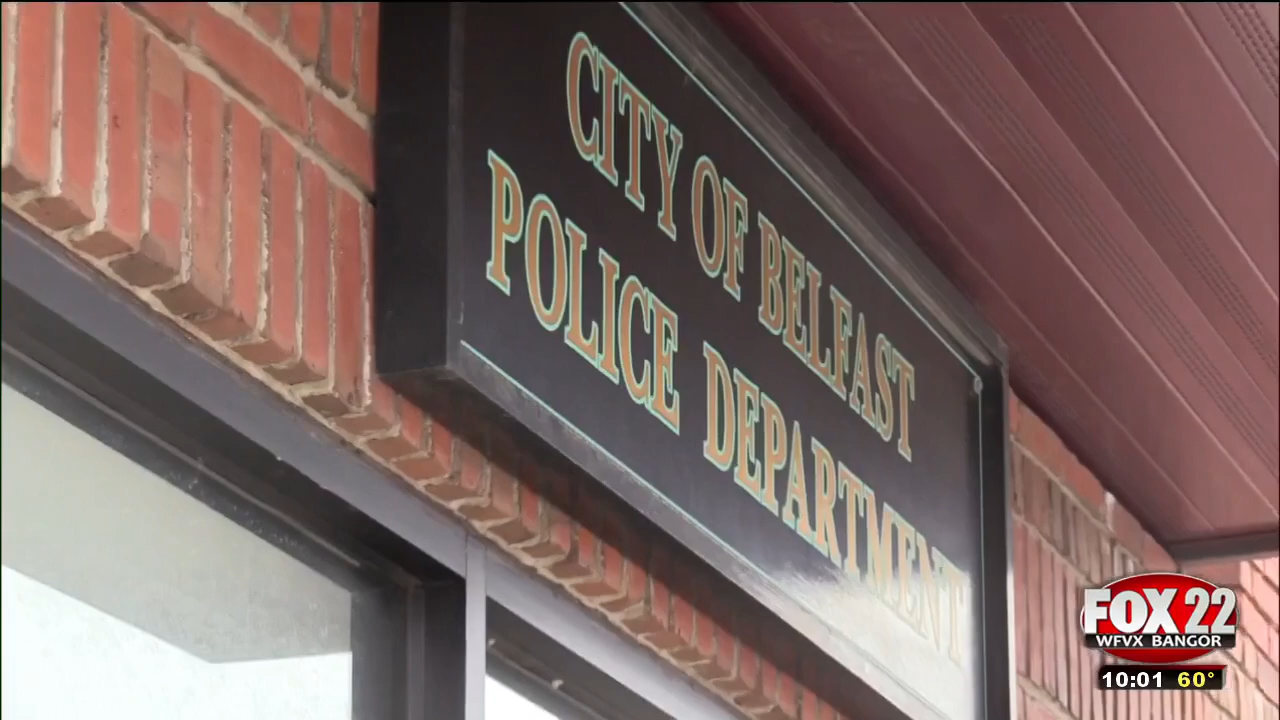 CITY OF BELFAST
POLICE DEPARTMENT
FOX 22
WFVX BANGOR
10:01 60°